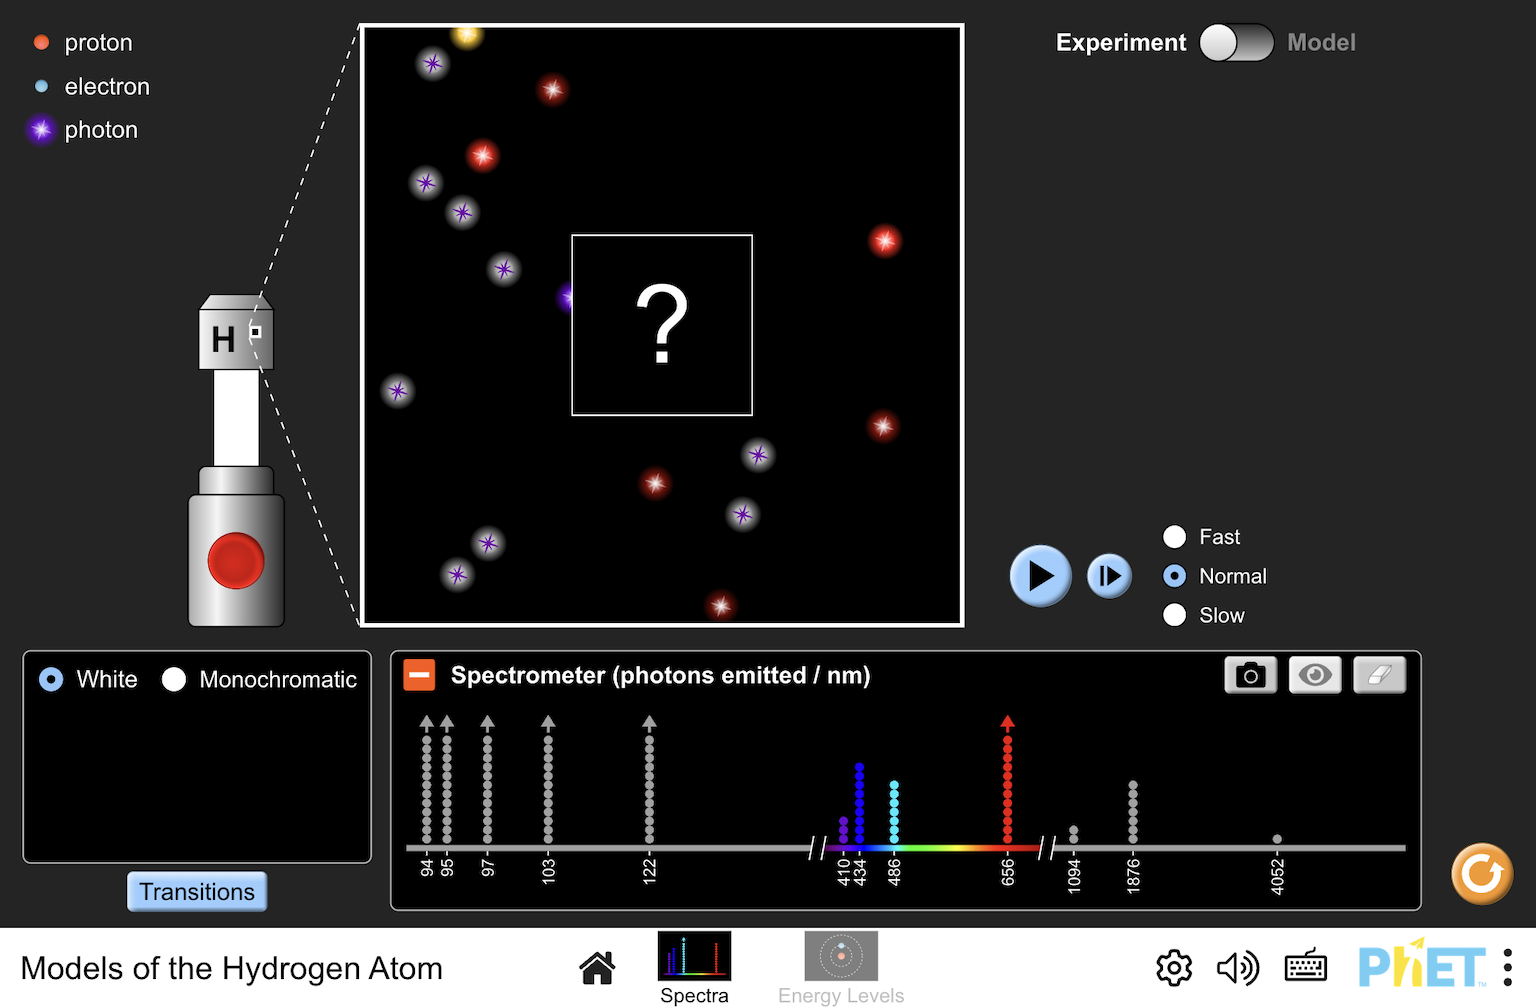 proton
electron
photon
Experiment Model
H
?
Fast
Normal
Slow
White Monochromatic
Transitions
Spectrometer (photons emitted / nm)
94 95 97 103 122 410 434 486 656 1094 1876 4052
Models of the Hydrogen Atom
Spectra
Energy Levels
PhET™